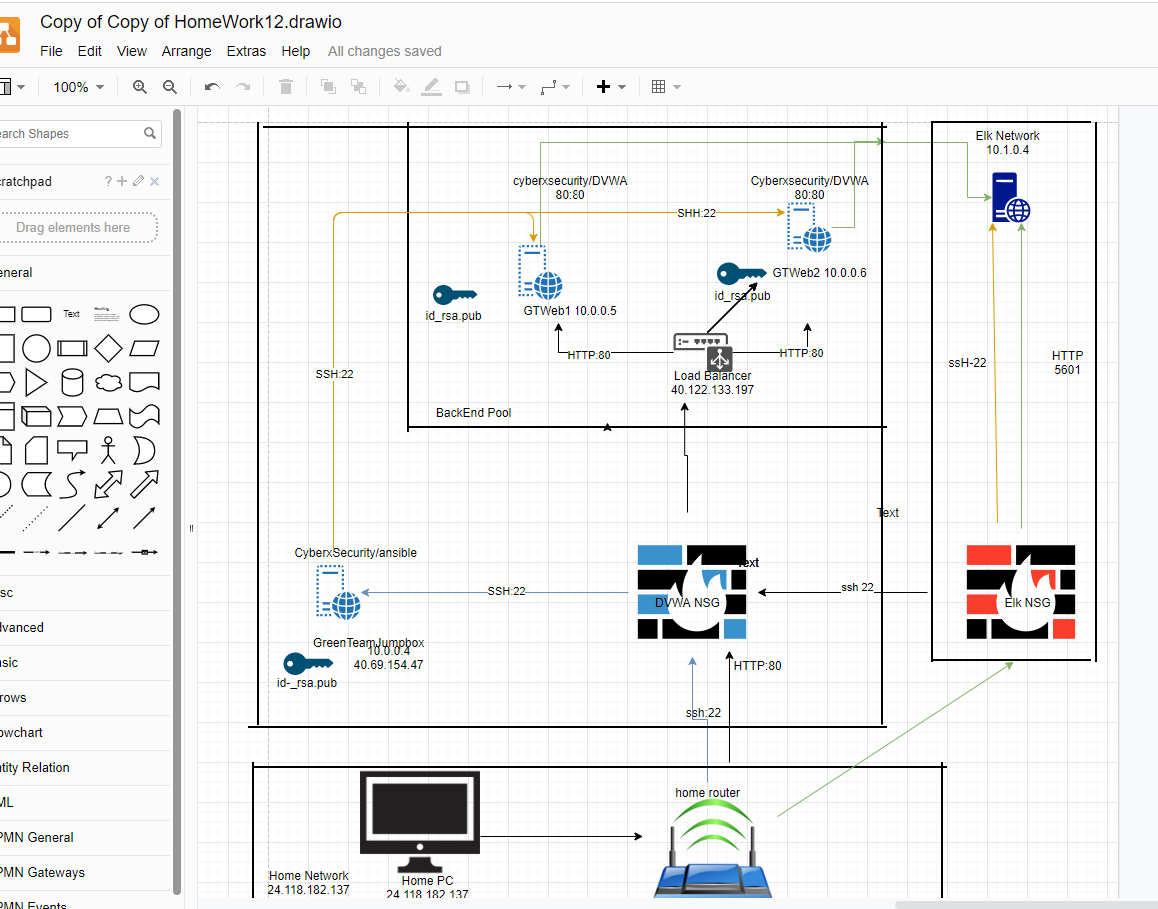 Copy of Copy of HomeWork12.drawio
File Edit View Arrange Extras Help All changes saved
100%
earch Shapes
ratchpad
Drag elements here
eneral
Text
Heading
sc
dvanced
sic
rows
owchart
ntity Relation
ML
PMN General
PMN Gateways
PMN Events
Elk Network
10.1.0.4
cyberxsecurity/DVWA
80:80
Cyberxsecurity/DVWA
80:80
SHH:22
GTWeb2 10.0.0.6
id_rsa.pub
id_rsa.pub
GTWeb1 10.0.0.5
HTTP:80
HTTP:80
Load Balancer
40.122.133.197
SSH:22
ssH-22
HTTP
5601
BackEnd Pool
Text
CyberxSecurity/ansible
Text
SSH:22
ssh 22
DVWA NSG
Elk NSG
GreenTeamJumpbox
10.0.0.4
40.69.154.47
id-_rsa.pub
HTTP:80
ssh:22
home router
Home Network
24.118.182.137
Home PC
24.118.182.137